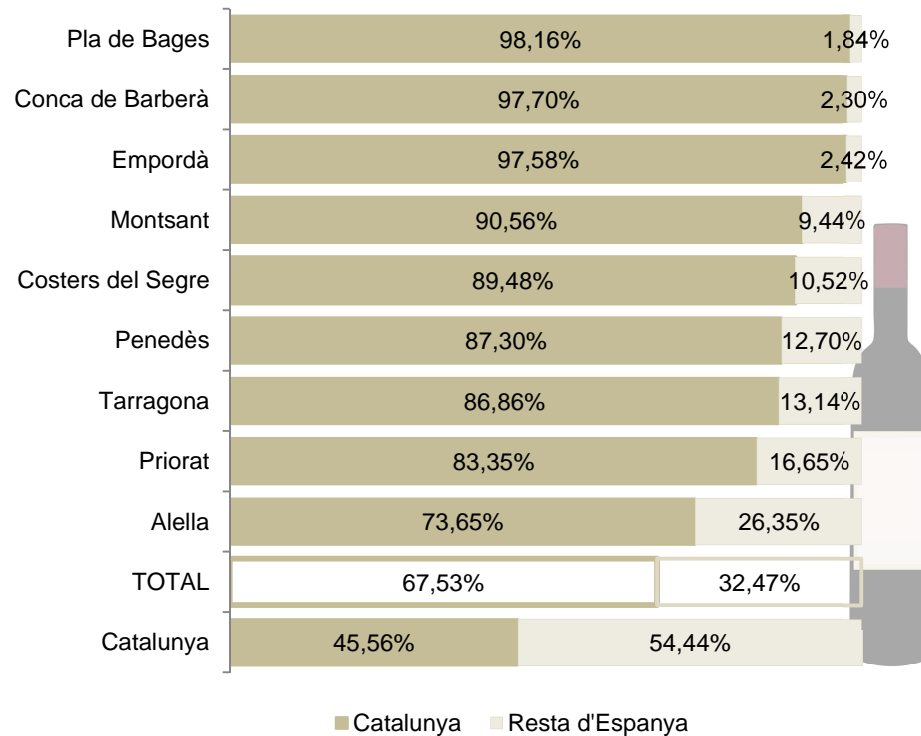 Pla de Bages 98,16% 1,84%
Conca de Barberà 97,70% 2,30%
Empordà 97,58% 2,42%
Montsant 90,56% 9,44%
Costers del Segre 89,48% 10,52%
Penedès 87,30% 12,70%
Tarragona 86,86% 13,14%
Priorat 83,35% 16,65%
Alella 73,65% 26,35%
TOTAL 67,53% 32,47%
Catalunya 45,56% 54,44%
Catalunya Resta d'Espanya